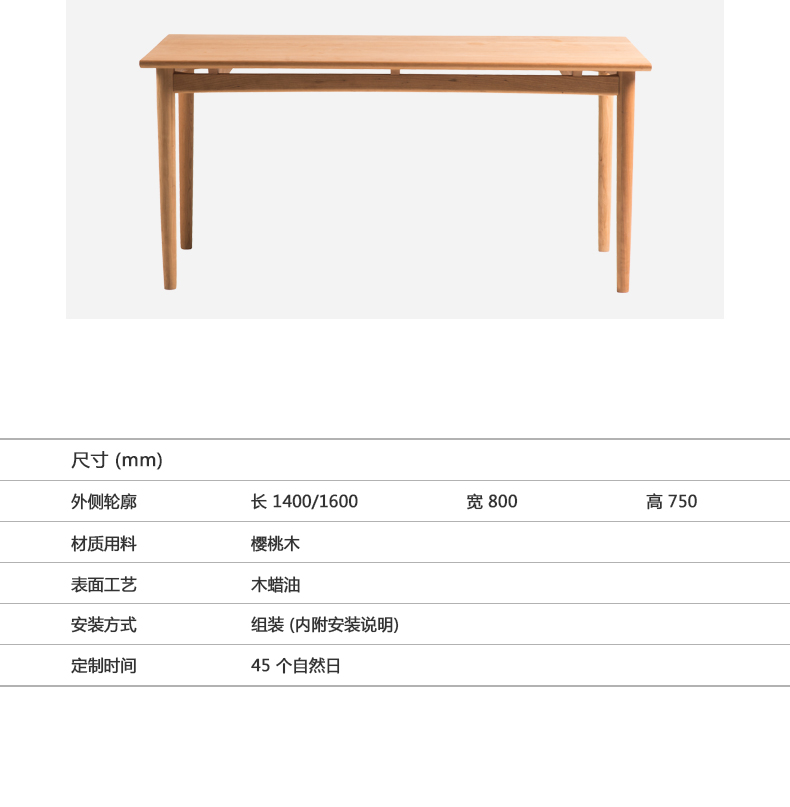 尺寸 (mm)
外侧轮廓 长 1400/1600 宽 800 高 750
材质用料 樱桃木
表面工艺 木蜡油
安装方式 组装 (内附安装说明)
定制时间 45 个自然日